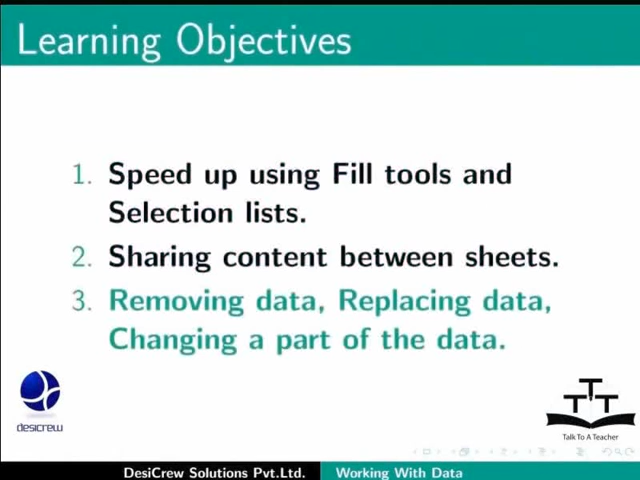 Learning Objectives
1. Speed up using Fill tools and
Selection lists.
2. Sharing content between sheets.
3. Removing data, Replacing data,
Changing a part of the data.
desicrew
TTT
Talk To A Teacher
DesiCrew Solutions Pvt.Ltd. Working With Data